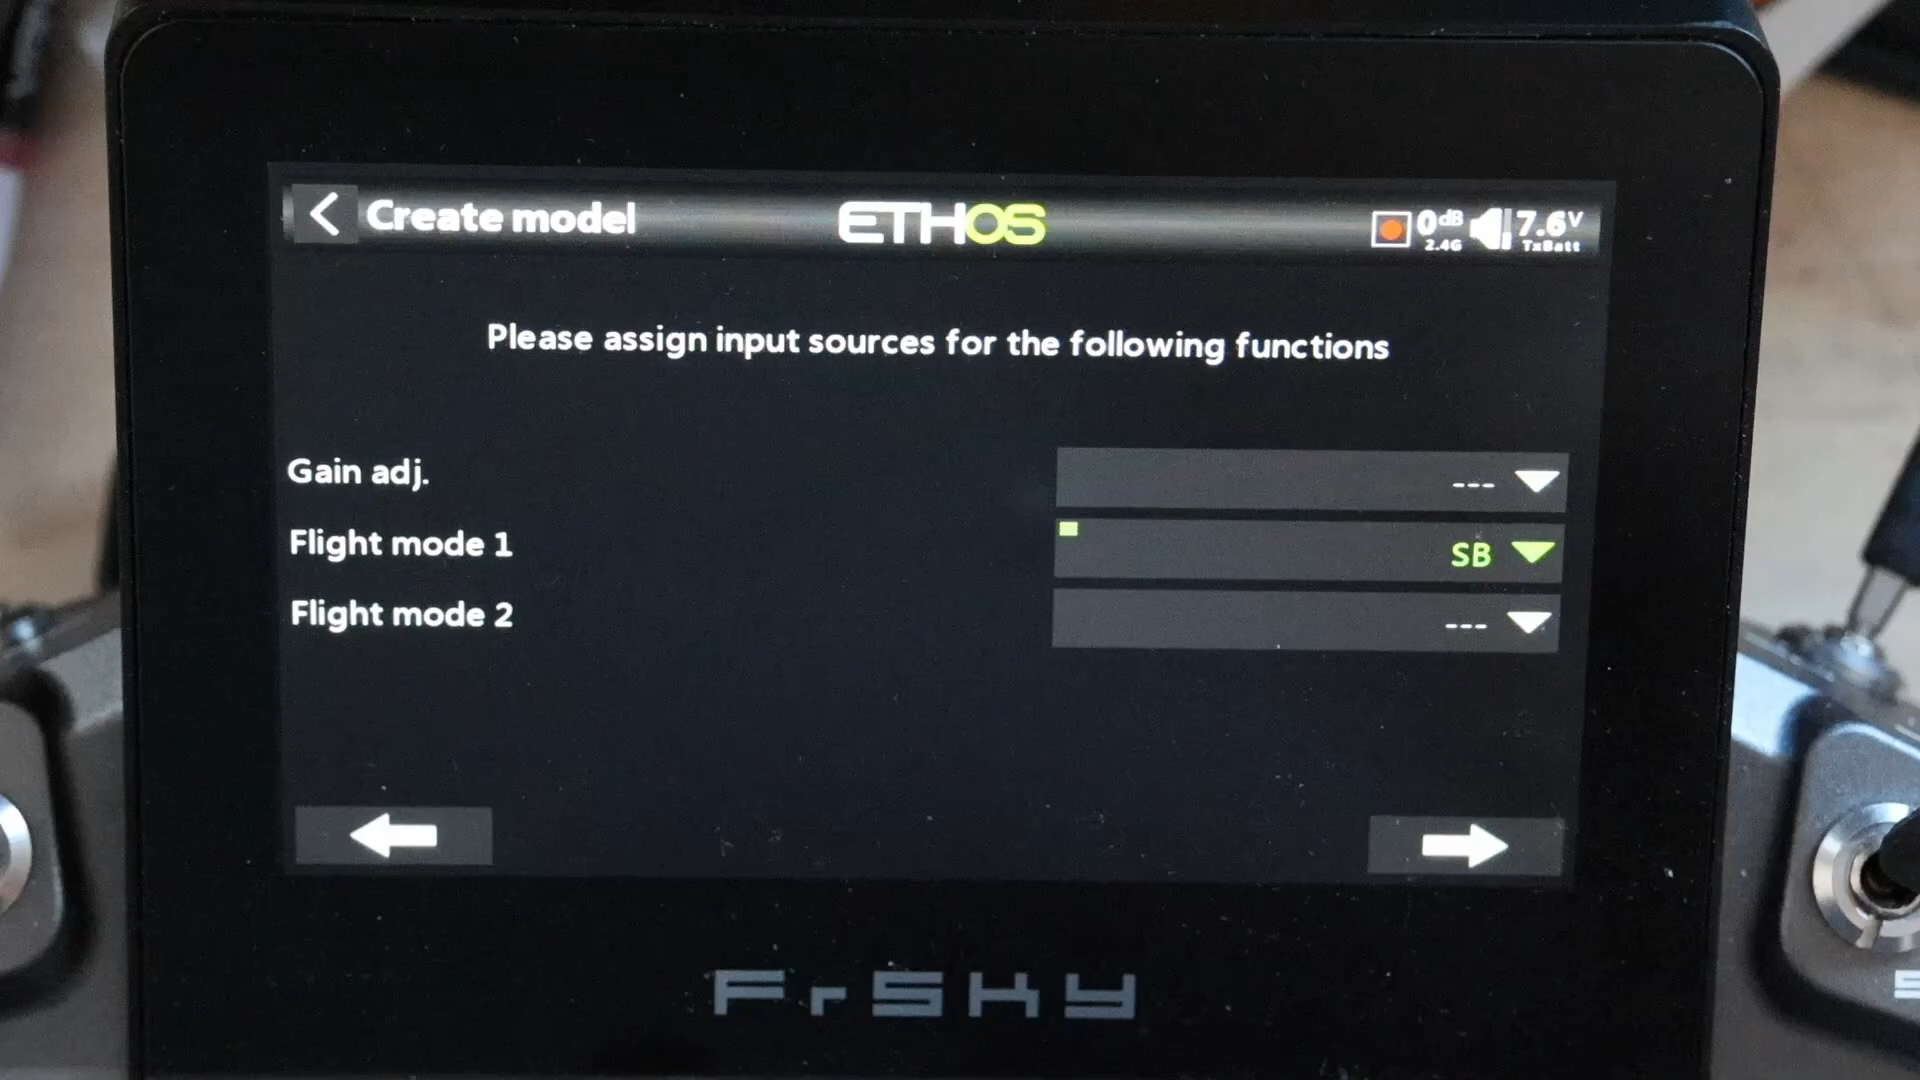 Create model
ETHOS
0dB
2.4G
7.6V
TxBatt
Please assign input sources for the following functions
Gain adj.
---
Flight mode 1
SB
Flight mode 2
---
FrSKY